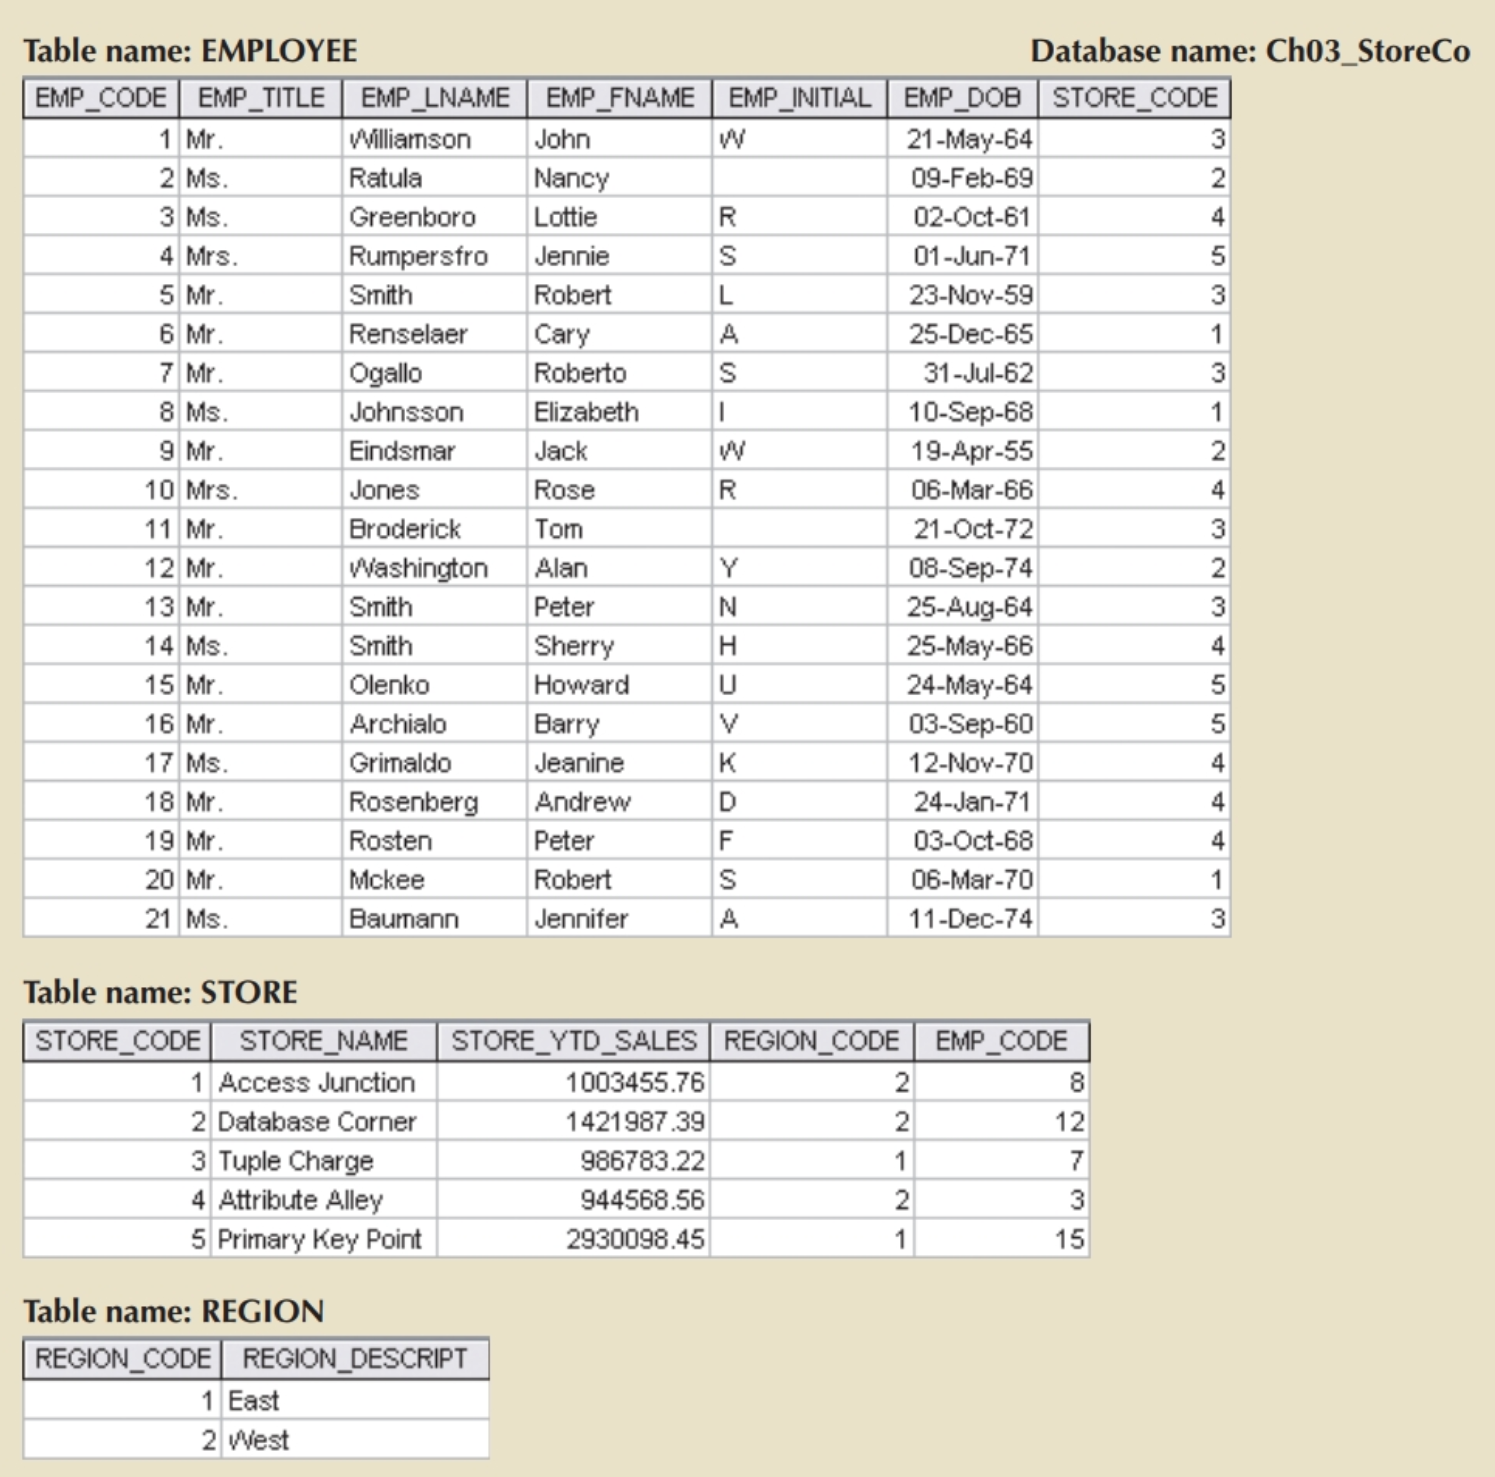 Table name: EMPLOYEE Database name: Ch03_StoreCo
EMP_CODE EMP_TITLE EMP_LNAME EMP_FNAME EMP_INITIAL EMP_DOB STORE_CODE
1 Mr. Williamson John W 21-May-64 3
2 Ms. Ratula Nancy 09-Feb-69 2
3 Ms. Greenboro Lottie R 02-Oct-61 4
4 Mrs. Rumpersfro Jennie S 01-Jun-71 5
5 Mr. Smith Robert L 23-Nov-59 3
6 Mr. Renselaer Cary A 25-Dec-65 1
7 Mr. Ogallo Roberto S 31-Jul-62 3
8 Ms. Johnsson Elizabeth I 10-Sep-68 1
9 Mr. Eindsmar Jack W 19-Apr-55 2
10 Mrs. Jones Rose R 06-Mar-66 4
11 Mr. Broderick Tom 21-Oct-72 3
12 Mr. Washington Alan Y 08-Sep-74 2
13 Mr. Smith Peter N 25-Aug-64 3
14 Ms. Smith Sherry H 25-May-66 4
15 Mr. Olenko Howard U 24-May-64 5
16 Mr. Archialo Barry V 03-Sep-60 5
17 Ms. Grimaldo Jeanine K 12-Nov-70 4
18 Mr. Rosenberg Andrew D 24-Jan-71 4
19 Mr. Rosten Peter F 03-Oct-68 4
20 Mr. Mckee Robert S 06-Mar-70 1
21 Ms. Baumann Jennifer A 11-Dec-74 3
Table name: STORE
STORE_CODE STORE_NAME STORE_YTD_SALES REGION_CODE EMP_CODE
1 Access Junction 1003455.76 2 8
2 Database Corner 1421987.39 2 12
3 Tuple Charge 986783.22 1 7
4 Attribute Alley 944568.56 2 3
5 Primary Key Point 2930098.45 1 15
Table name: REGION
REGION_CODE REGION_DESCRIPT
1 East
2 West